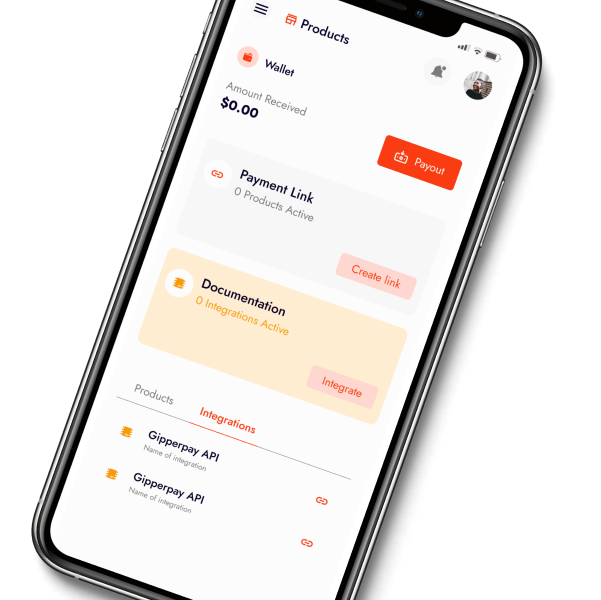 Products
Wallet
Amount Received
$0.00
Payout
Payment Link
0 Products Active
Create link
Documentation
0 Integrations Active
Integrate
Products
Integrations
Gipperpay API
Name of integration
Gipperpay API
Name of integration